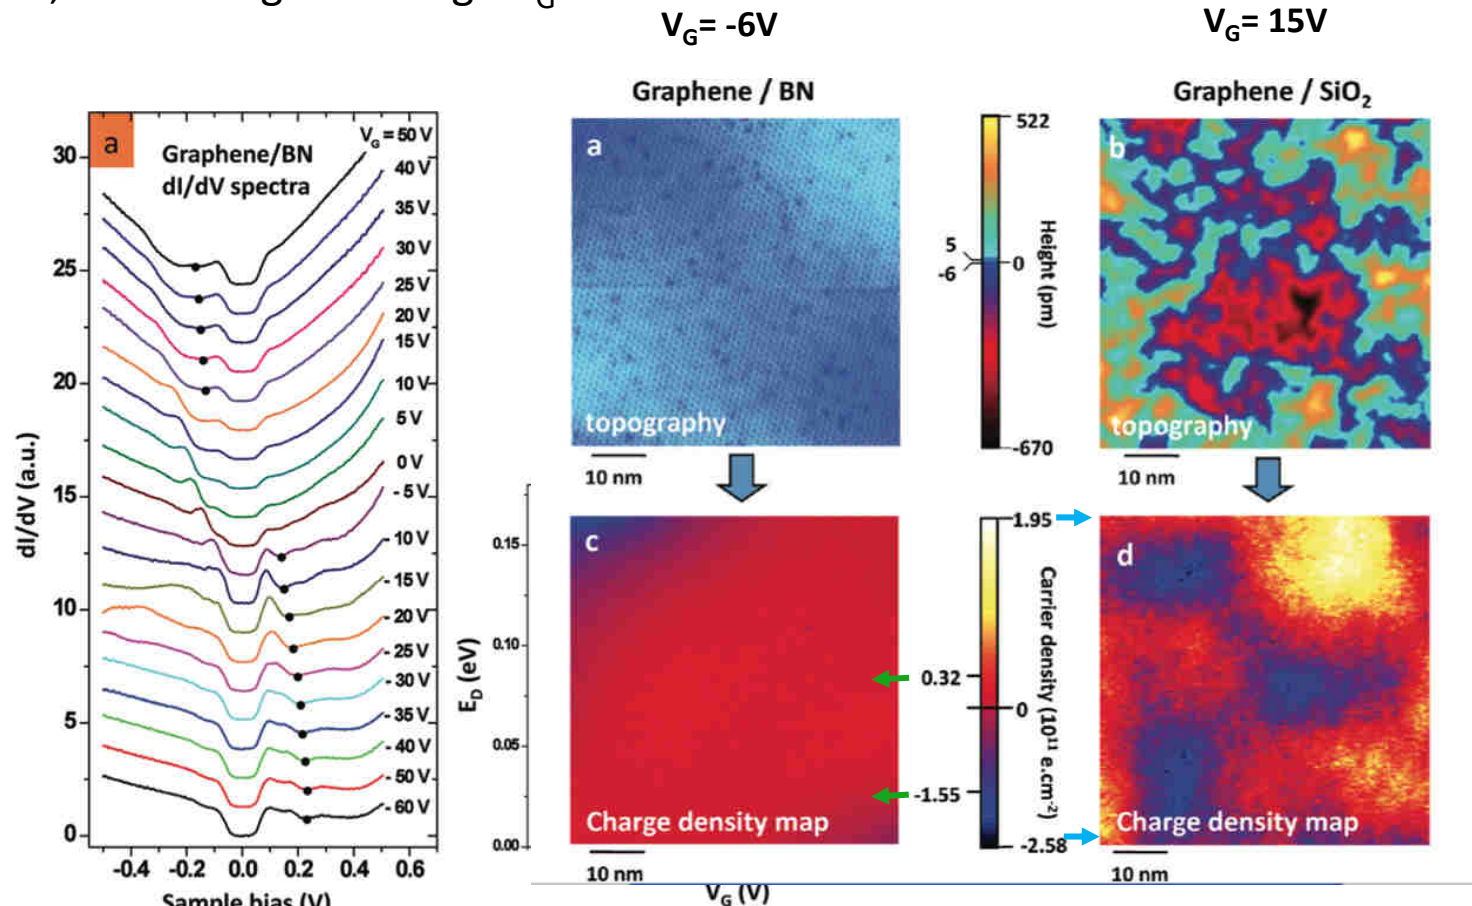 V_G= -6V
V_G= 15V
Graphene / BN
Graphene / SiO₂
a
Graphene/BN
dI/dV spectra
V_G = 50 V
40 V
35 V
30 V
25 V
20 V
15 V
10 V
5 V
0 V
- 5 V
- 10 V
- 15 V
- 20 V
- 25 V
- 30 V
- 35 V
- 40 V
- 50 V
- 60 V
30
25
20
15
10
5
0
dI/dV (a.u.)
-0.4 -0.2 0.0 0.2 0.4 0.6
Sample bias (V)
a
topography
10 nm
522
5
-6
0
-670
Height (pm)
b
topography
10 nm
0.15
0.10
0.05
0.00
E_D (eV)
c
Charge density map
10 nm
V_G (V)
1.95
0.32
0
-1.55
-2.58
Carrier density (10¹¹ e.cm⁻²)
d
Charge density map
10 nm